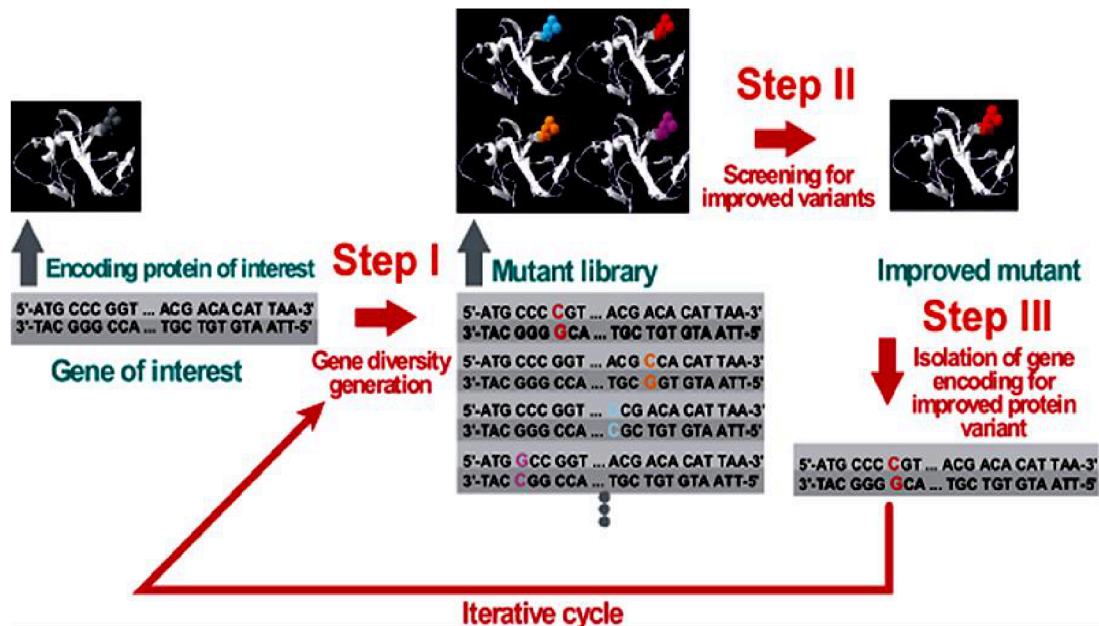 Step II
Screening for
improved variants
Encoding protein of interest
5'-ATG CCC GGT ... ACG ACA CAT TAA-3'
3'-TAC GGG CCA ... TGC TGT GTA ATT-5'
Gene of interest
Step I
Gene diversity
generation
Mutant library
5'-ATG CCC CGT ... ACG ACA CAT TAA-3'
3'-TAC GGG GCA ... TGC TGT GTA ATT-5'
5'-ATG CCC GGT ... ACG CCA CAT TAA-3'
3'-TAC GGG CCA ... TGC GGT GTA ATT-5'
5'-ATG CCC GGT ... GCG ACA CAT TAA-3'
3'-TAC GGG CCA ... CGC TGT GTA ATT-5'
5'-ATG GCC GGT ... ACG ACA CAT TAA-3'
3'-TAC CGG CCA ... TGC TGT GTA ATT-5'
Improved mutant
Step III
Isolation of gene
encoding for
improved protein
variant
5'-ATG CCC CGT ... ACG ACA CAT TAA-3'
3'-TAC GGG GCA ... TGC TGT GTA ATT-5'
Iterative cycle